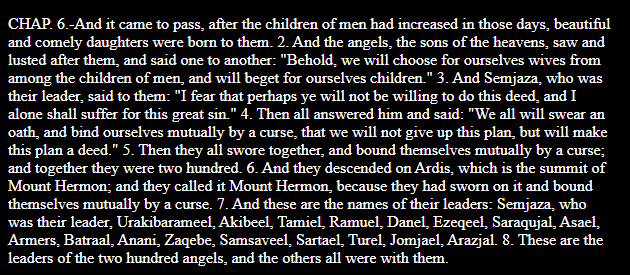 CHAP. 6.-And it came to pass, after the children of men had increased in those days, beautiful
and comely daughters were born to them. 2. And the angels, the sons of the heavens, saw and
lusted after them, and said one to another: "Behold, we will choose for ourselves wives from
among the children of men, and will beget for ourselves children." 3. And Semjaza, who was
their leader, said to them: "I fear that perhaps ye will not be willing to do this deed, and I
alone shall suffer for this great sin." 4. Then all answered him and said: "We all will swear an
oath, and bind ourselves mutually by a curse, that we will not give up this plan, but will make
this plan a deed." 5. Then they all swore together, and bound themselves mutually by a curse;
and together they were two hundred. 6. And they descended on Ardis, which is the summit of
Mount Hermon; and they called it Mount Hermon, because they had sworn on it and bound
themselves mutually by a curse. 7. And these are the names of their leaders: Semjaza, who
was their leader, Urakibarameel, Akibeel, Tamiel, Ramuel, Danel, Ezeqeel, Saraqujal, Asael,
Armers, Batraal, Anani, Zaqebe, Samsaveel, Sartael, Turel, Jomjael, Arazjal. 8. These are the
leaders of the two hundred angels, and the others all were with them.